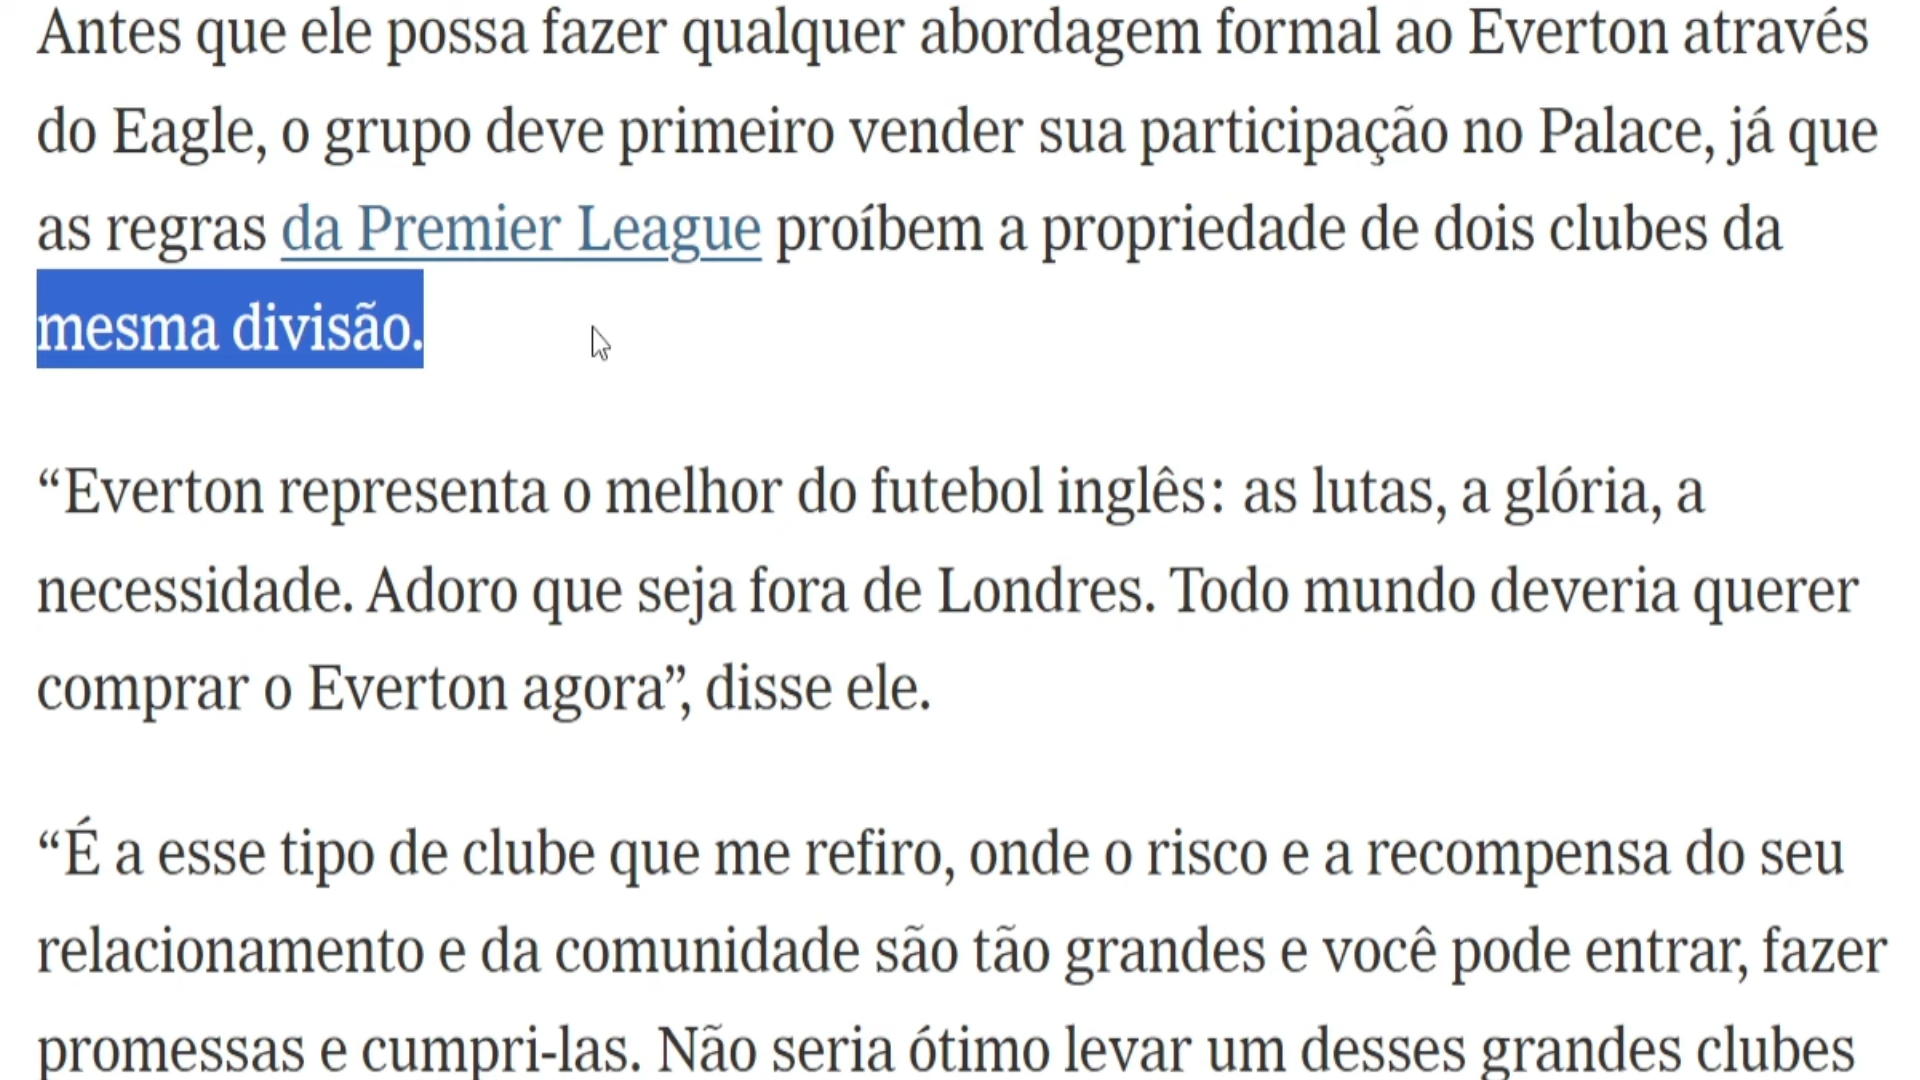 Antes que ele possa fazer qualquer abordagem formal ao Everton através
do Eagle, o grupo deve primeiro vender sua participação no Palace, já que
as regras da Premier League proíbem a propriedade de dois clubes da
mesma divisão.
“Everton representa o melhor do futebol inglês: as lutas, a glória, a
necessidade. Adoro que seja fora de Londres. Todo mundo deveria querer
comprar o Everton agora”, disse ele.
“É a esse tipo de clube que me refiro, onde o risco e a recompensa do seu
relacionamento e da comunidade são tão grandes e você pode entrar, fazer
promessas e cumpri-las. Não seria ótimo levar um desses grandes clubes